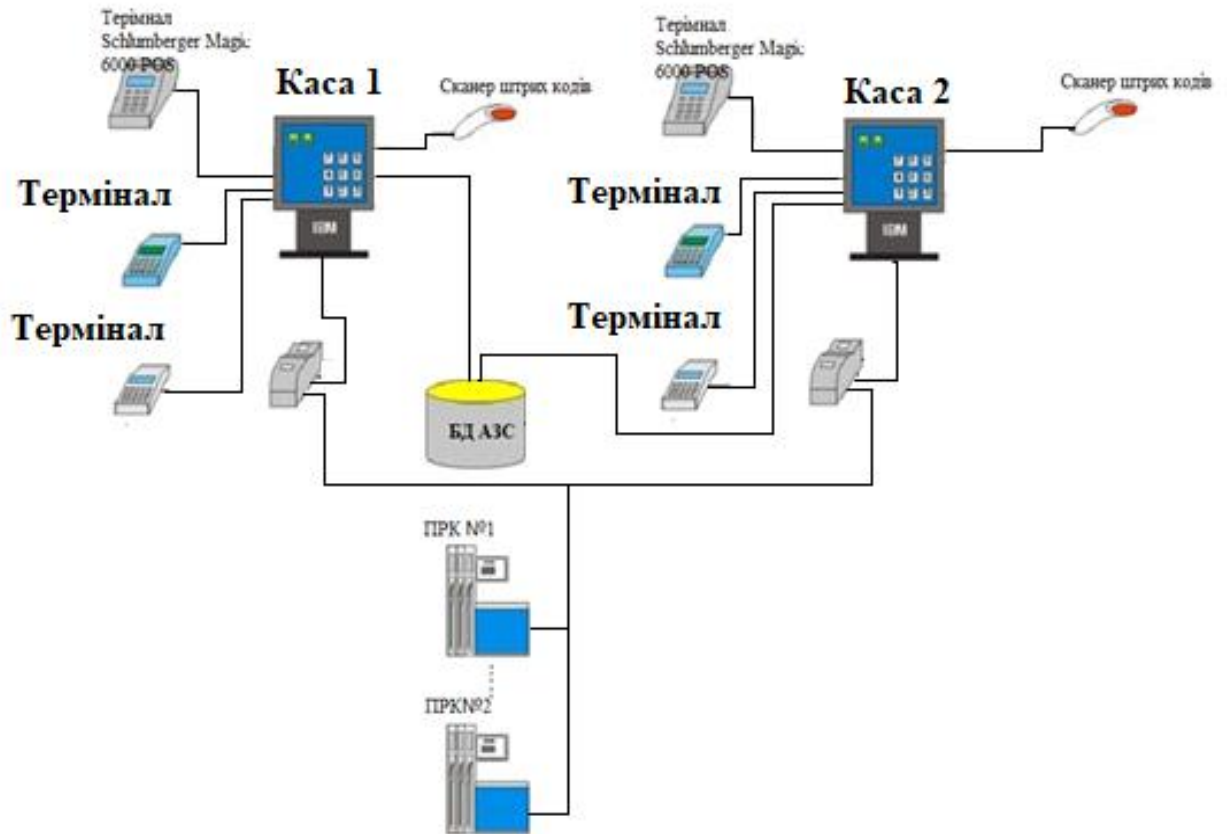 Терімнал
Schlumberger Magic
6000 POS
Каса 1
Сканер штрих кодів
Термінал
Термінал
IBM
БД АЗС
Терімнал
Schlumberger Magic
6000 POS
Каса 2
Сканер штрих кодів
Термінал
Термінал
IBM
ПРК №1
ПРК№2